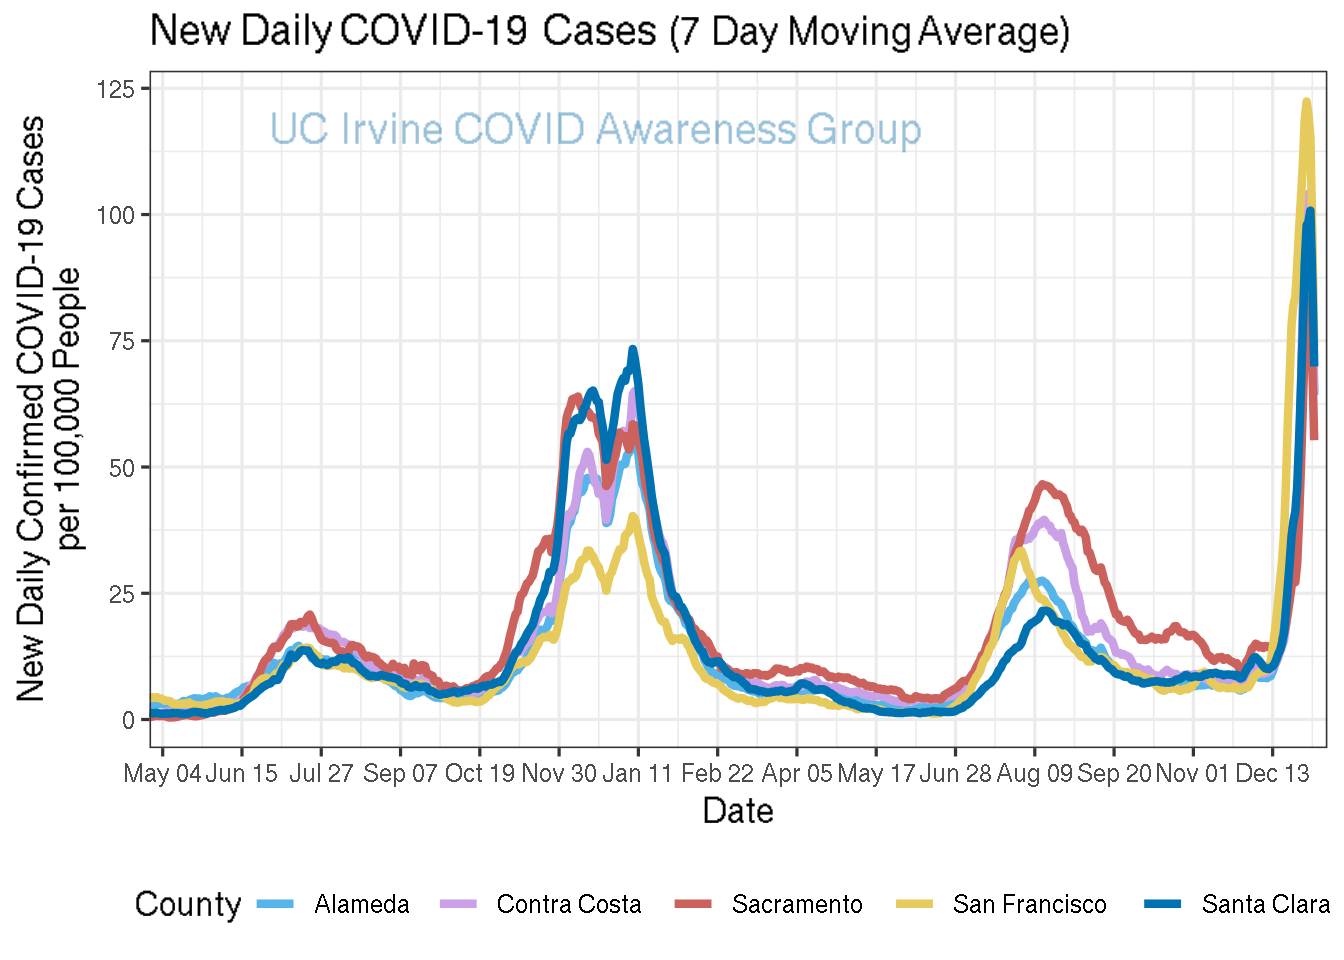 New Daily COVID-19 Cases (7 Day Moving Average)
UC Irvine COVID Awareness Group
New Daily Confirmed COVID-19 Cases
per 100,000 People
125
100
75
50
25
0
May 04 Jun 15 Jul 27 Sep 07 Oct 19 Nov 30 Jan 11 Feb 22 Apr 05 May 17 Jun 28 Aug 09 Sep 20 Nov 01 Dec 13
Date
County Alameda Contra Costa Sacramento San Francisco Santa Clara